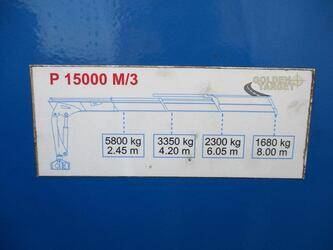 P 15000 M/3
GOLDEN
TARGET
5800 kg 3350 kg 2300 kg 1680 kg
2.45 m 4.20 m 6.05 m 8.00 m